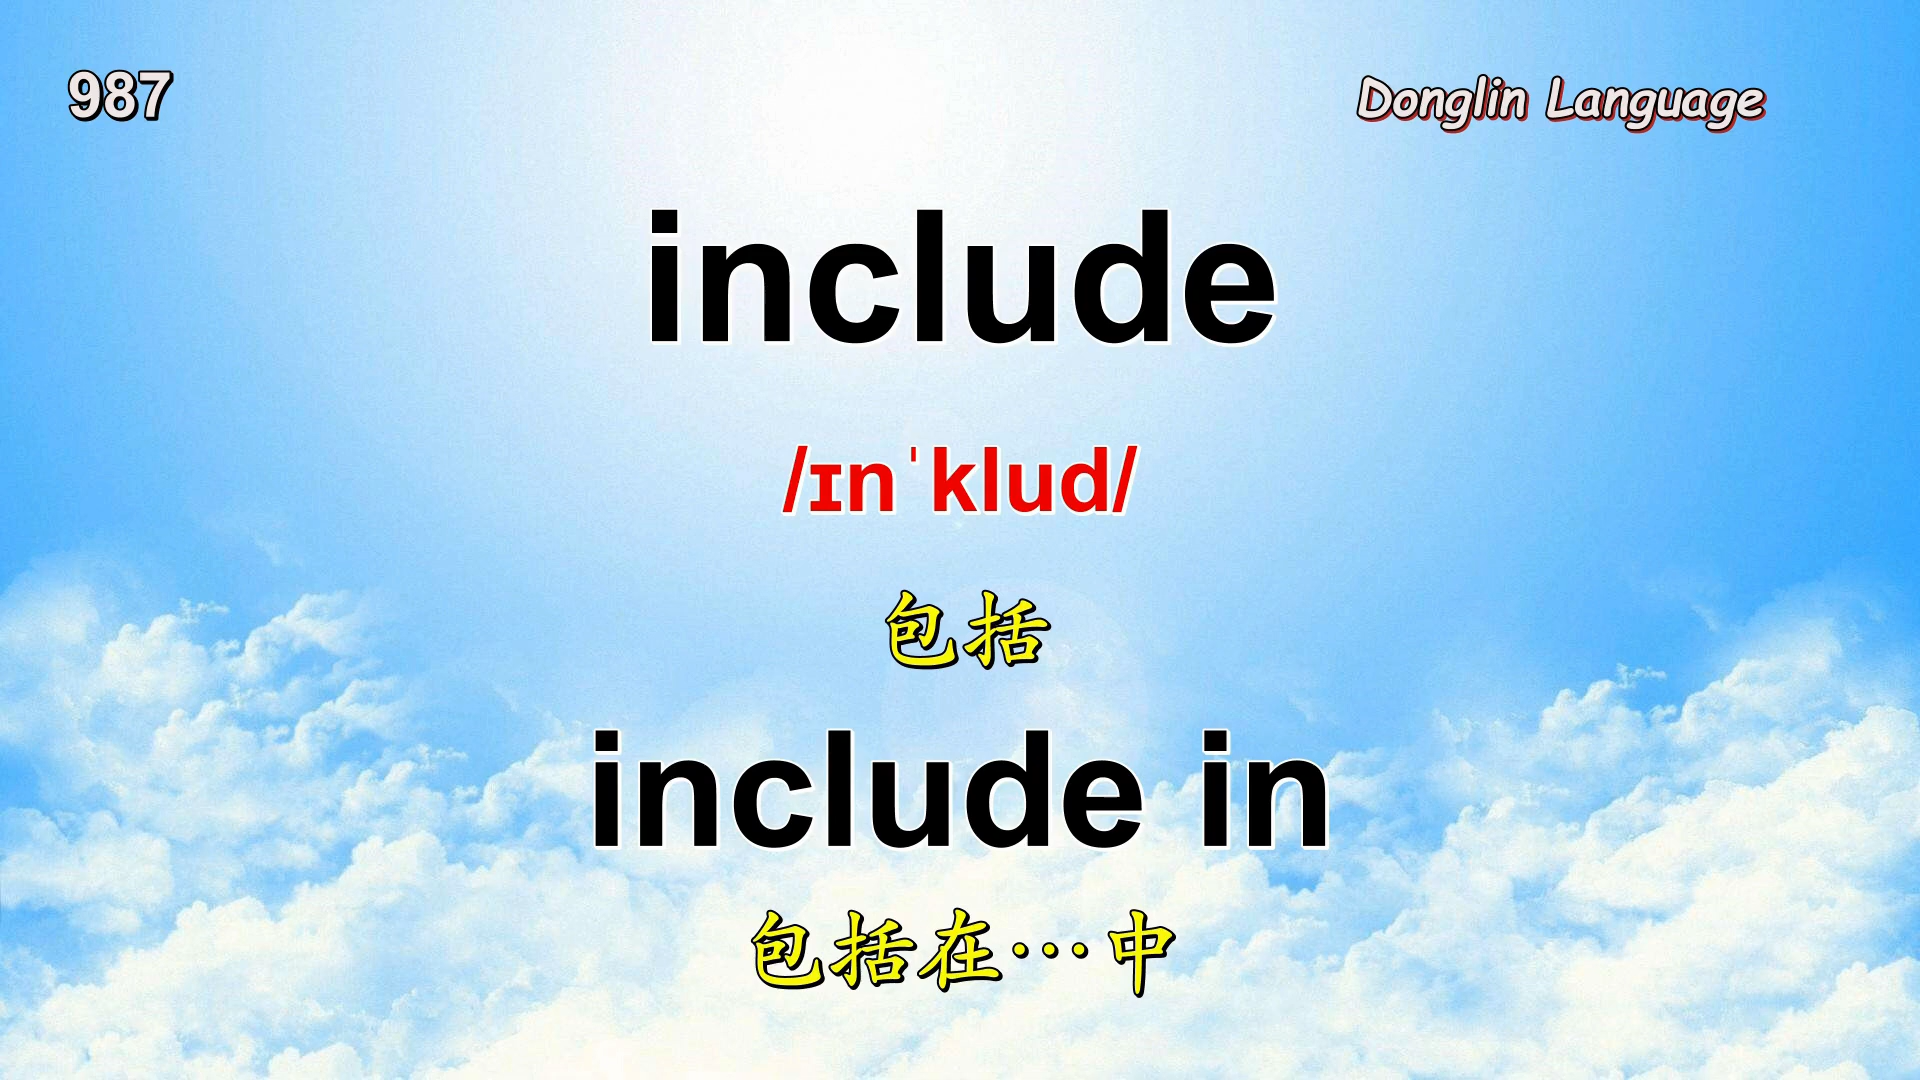 987
Donglin Language
include
/ɪnˈklud/
包括
include in
包括在…中